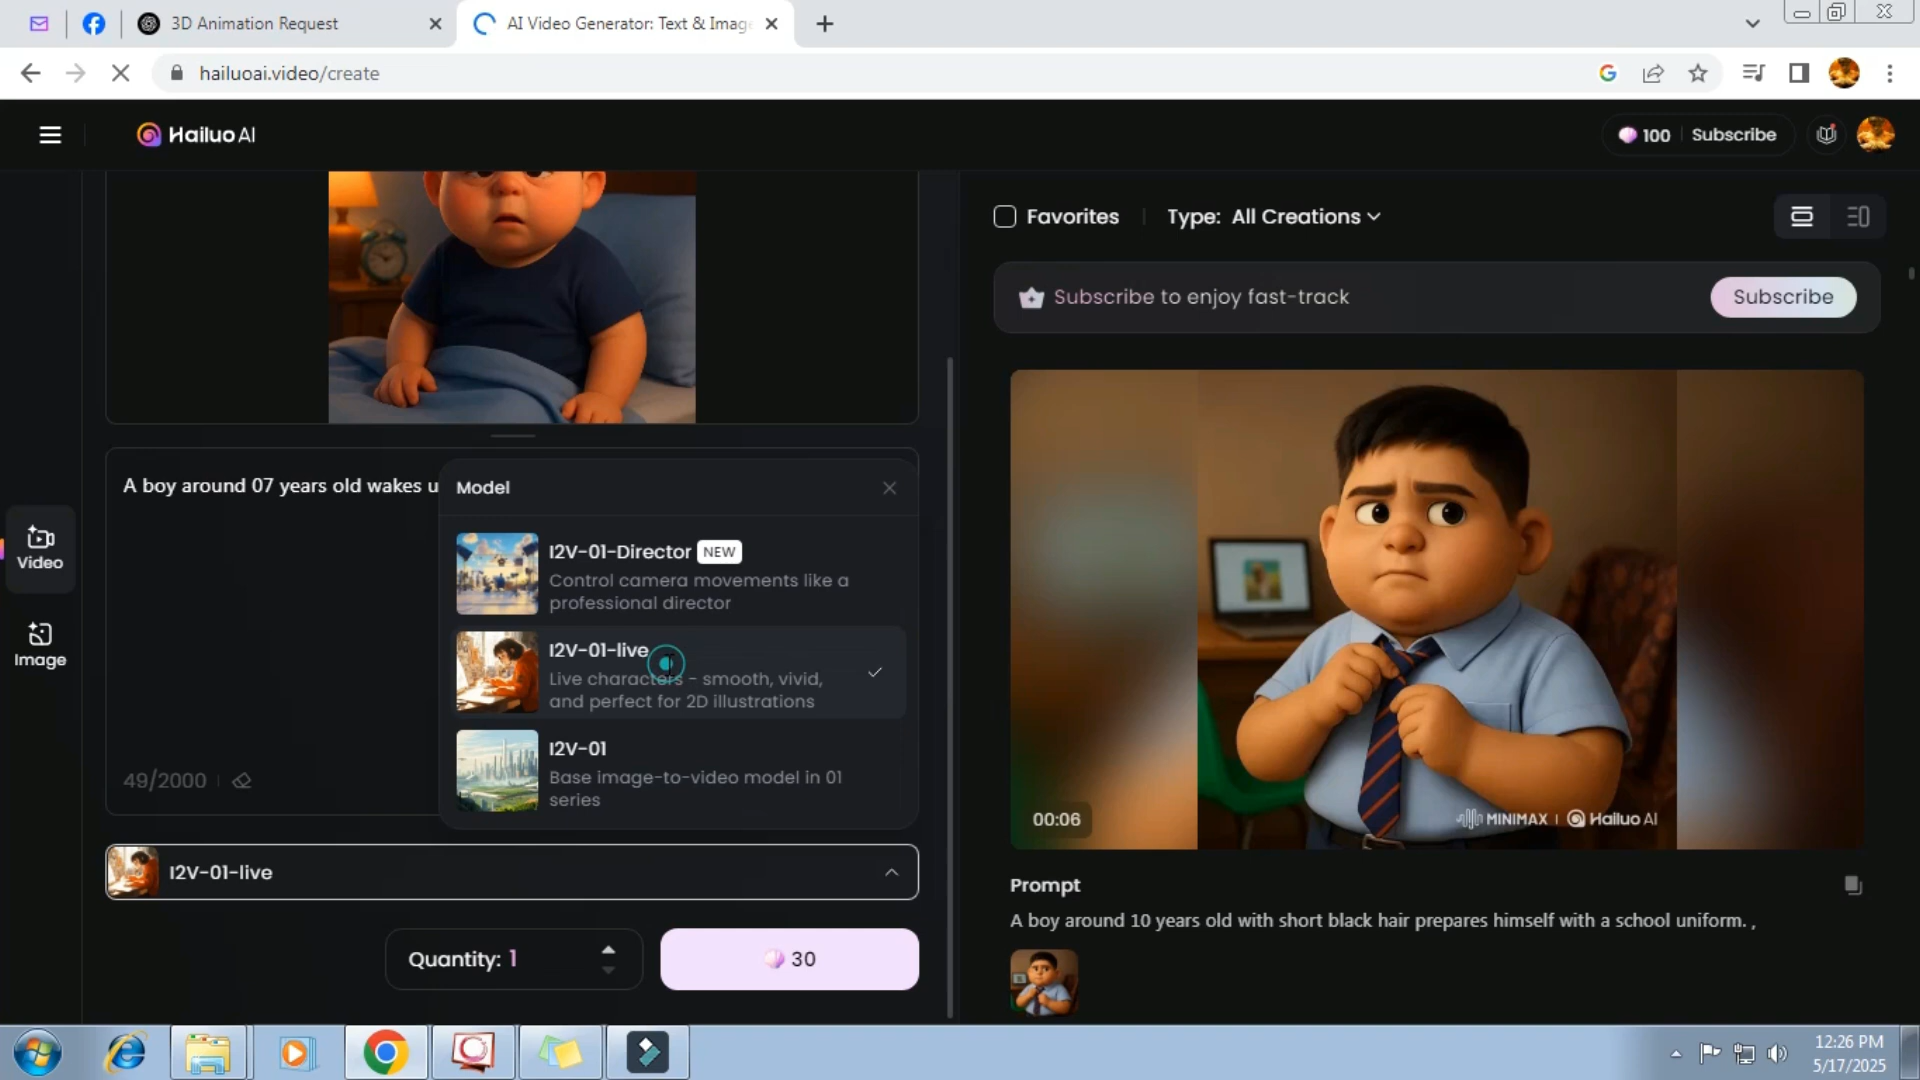 3D Animation Request
AI Video Generator: Text & Image
hailuoai.video/create
Hailuo AI
100
Subscribe
Favorites
Type: All Creations
Subscribe to enjoy fast-track
Subscribe
Video
Image
A boy around 07 years old wakes u
49/2000
Model
I2V-01-Director NEW
Control camera movements like a
professional director
I2V-01-live
Live characters - smooth, vivid,
and perfect for 2D illustrations
I2V-01
Base image-to-video model in 01
series
I2V-01-live
Quantity: 1
30
00:06
MINIMAX | Hailuo AI
Prompt
A boy around 10 years old with short black hair prepares himself with a school uniform. ,
12:26 PM
5/17/2025